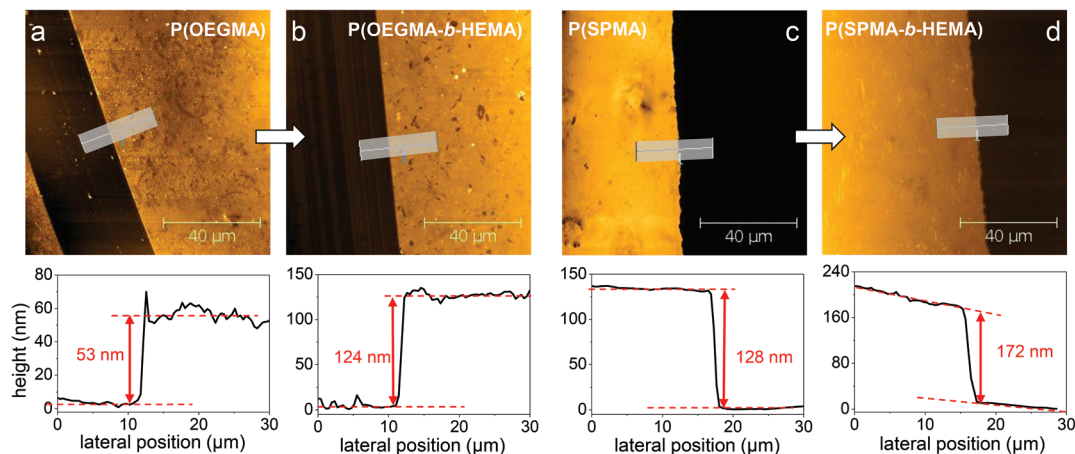 a P(OEGMA)
40 µm
b P(OEGMA-b-HEMA)
40 µm
P(SPMA) c
1
40 µm
P(SPMA-b-HEMA) d
1
40 µm
height (nm)
80
60
40
20
0
53 nm
0 10 20 30
lateral position (µm)
150
100
50
0
124 nm
0 10 20 30
lateral position (µm)
150
100
50
0
128 nm
0 10 20 30
lateral position (µm)
240
160
80
0
172 nm
0 10 20 30
lateral position (µm)